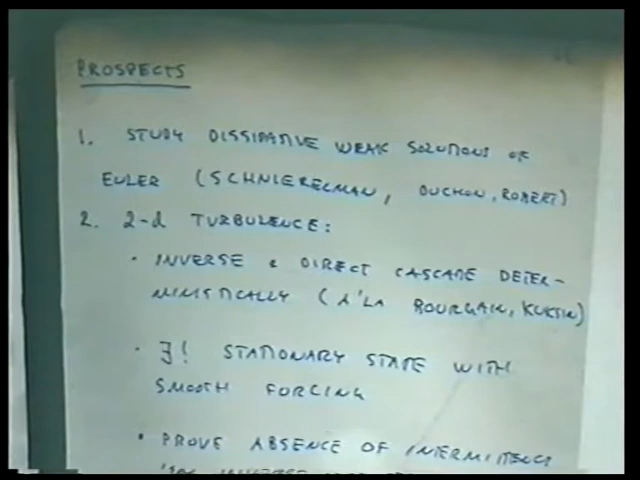 PROSPECTS
1. STUDY DISSIPATIVE WEAK SOLUTIONS OF
EULER (SCHNIERELMAN, DUCHON, ROBERT)
2. 2-d TURBULENCE:
• INVERSE & DIRECT CASCADE DETER-
MINISTICALLY (A'LA BOURGAIN, KUKSIN)
• ∃! STATIONARY STATE WITH
SMOOTH FORCING
• PROVE ABSENCE OF INTERMITTENCY
INVERSE